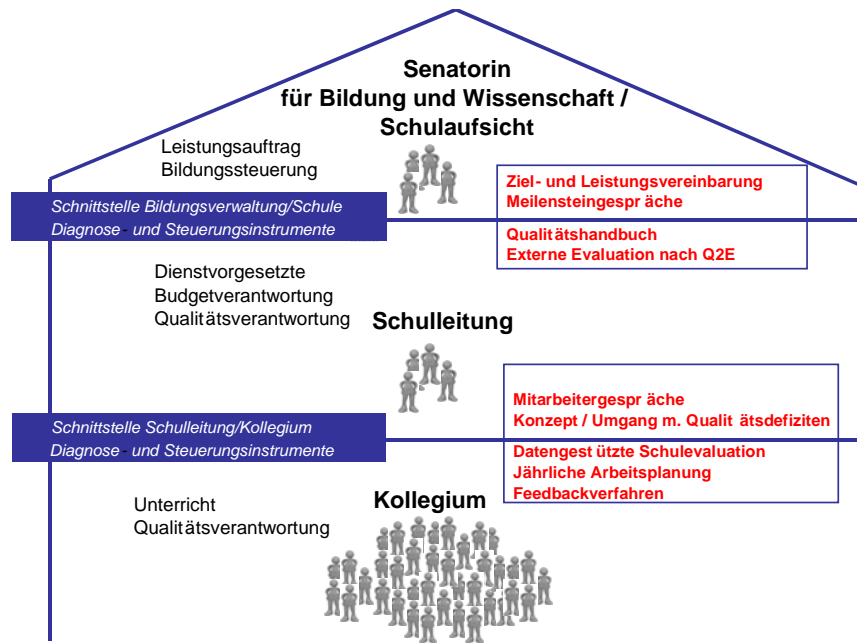 Senatorin
für Bildung und Wissenschaft /
Schulaufsicht
Leistungsauftrag
Bildungssteuerung
Ziel- und Leistungsvereinbarung
Meilensteingespr äche
Schnittstelle Bildungsverwaltung/Schule
Diagnose- und Steuerungsinstrumente
Qualitätshandbuch
Externe Evaluation nach Q2E
Dienstvorgesetzte
Budgetverantwortung
Qualitätsverantwortung
Schulleitung
Mitarbeitergespr äche
Konzept / Umgang m. Qualit ätsdefiziten
Schnittstelle Schulleitung/Kollegium
Diagnose- und Steuerungsinstrumente
Datengest ützte Schulevaluation
Jährliche Arbeitsplanung
Feedbackverfahren
Unterricht
Qualitätsverantwortung
Kollegium